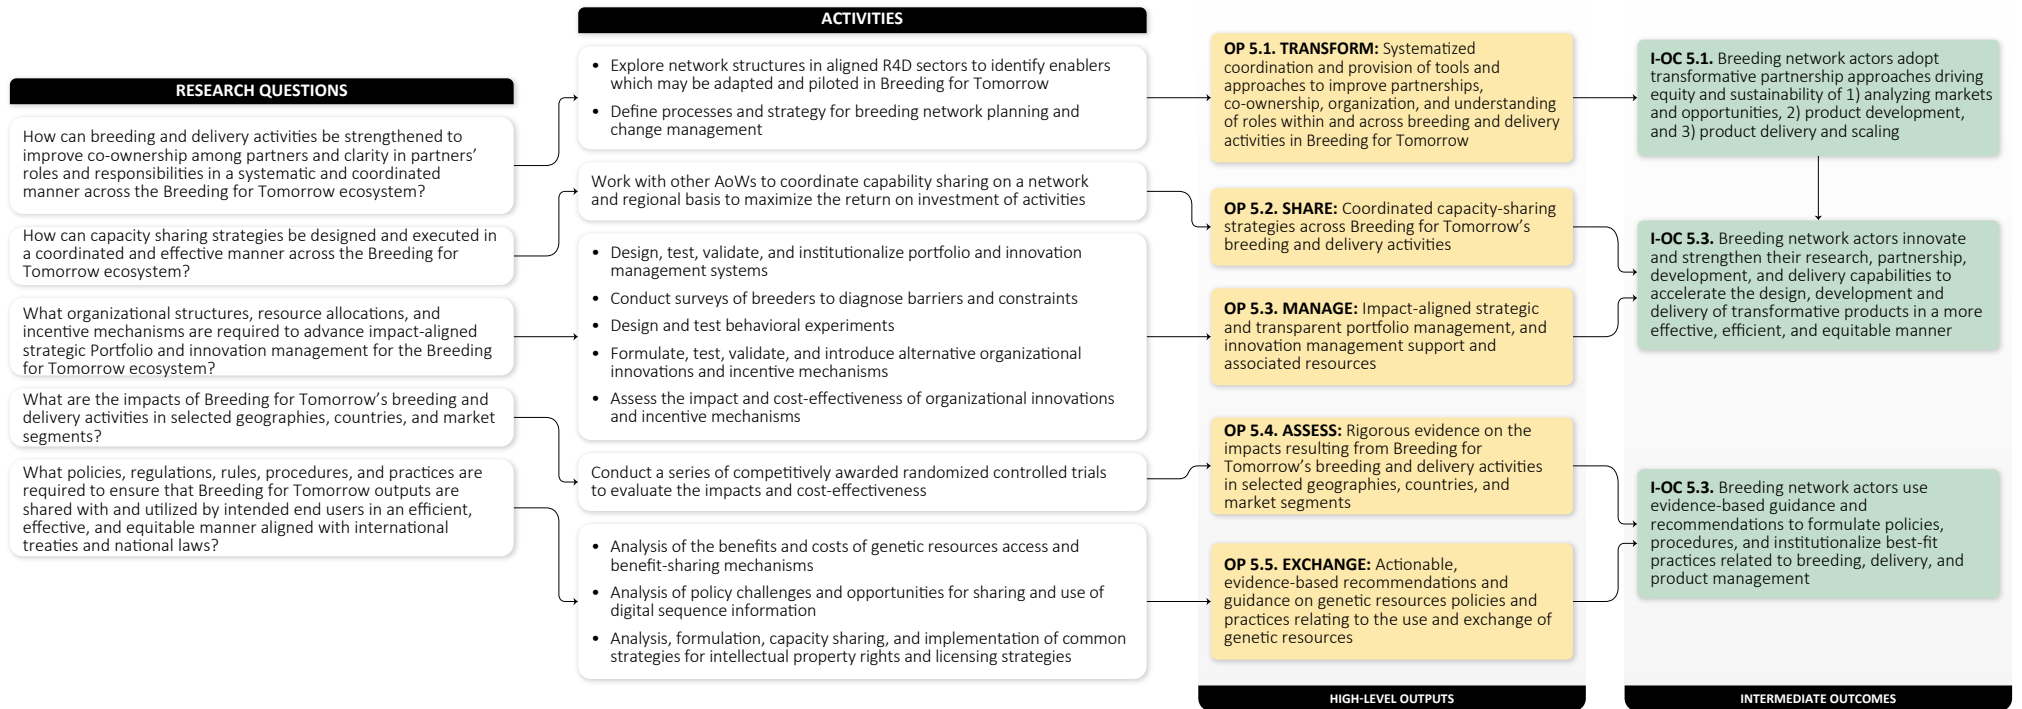 RESEARCH QUESTIONS
How can breeding and delivery activities be strengthened to
improve co-ownership among partners and clarity in partners’
roles and responsibilities in a systematic and coordinated
manner across the Breeding for Tomorrow ecosystem?
How can capacity sharing strategies be designed and executed in
a coordinated and effective manner across the Breeding for
Tomorrow ecosystem?
What organizational structures, resource allocations, and
incentive mechanisms are required to advance impact-aligned
strategic Portfolio and innovation management for the Breeding
for Tomorrow ecosystem?
What are the impacts of Breeding for Tomorrow’s breeding and
delivery activities in selected geographies, countries, and market
segments?
What policies, regulations, rules, procedures, and practices are
required to ensure that Breeding for Tomorrow outputs are
shared with and utilized by intended end users in an efficient,
effective, and equitable manner aligned with international
treaties and national laws?
ACTIVITIES
• Explore network structures in aligned R4D sectors to identify enablers
which may be adapted and piloted in Breeding for Tomorrow
• Define processes and strategy for breeding network planning and
change management
Work with other AoWs to coordinate capability sharing on a network
and regional basis to maximize the return on investment of activities
• Design, test, validate, and institutionalize portfolio and innovation
management systems
• Conduct surveys of breeders to diagnose barriers and constraints
• Design and test behavioral experiments
• Formulate, test, validate, and introduce alternative organizational
innovations and incentive mechanisms
• Assess the impact and cost-effectiveness of organizational innovations
and incentive mechanisms
Conduct a series of competitively awarded randomized controlled trials
to evaluate the impacts and cost-effectiveness
• Analysis of the benefits and costs of genetic resources access and
benefit-sharing mechanisms
• Analysis of policy challenges and opportunities for sharing and use of
digital sequence information
• Analysis, formulation, capacity sharing, and implementation of common
strategies for intellectual property rights and licensing strategies
OP 5.1. TRANSFORM: Systematized
coordination and provision of tools and
approaches to improve partnerships,
co-ownership, organization, and understanding
of roles within and across breeding and delivery
activities in Breeding for Tomorrow
OP 5.2. SHARE: Coordinated capacity-sharing
strategies across Breeding for Tomorrow’s
breeding and delivery activities
OP 5.3. MANAGE: Impact-aligned strategic
and transparent portfolio management, and
innovation management support and
associated resources
OP 5.4. ASSESS: Rigorous evidence on the
impacts resulting from Breeding for
Tomorrow’s breeding and delivery activities
in selected geographies, countries, and
market segments
OP 5.5. EXCHANGE: Actionable,
evidence-based recommendations and
guidance on genetic resources policies and
practices relating to the use and exchange of
genetic resources
HIGH-LEVEL OUTPUTS
I-OC 5.1. Breeding network actors adopt
transformative partnership approaches driving
equity and sustainability of 1) analyzing markets
and opportunities, 2) product development,
and 3) product delivery and scaling
I-OC 5.3. Breeding network actors innovate
and strengthen their research, partnership,
development, and delivery capabilities to
accelerate the design, development and
delivery of transformative products in a more
effective, efficient, and equitable manner
I-OC 5.3. Breeding network actors use
evidence-based guidance and
recommendations to formulate policies,
procedures, and institutionalize best-fit
practices related to breeding, delivery, and
product management
INTERMEDIATE OUTCOMES